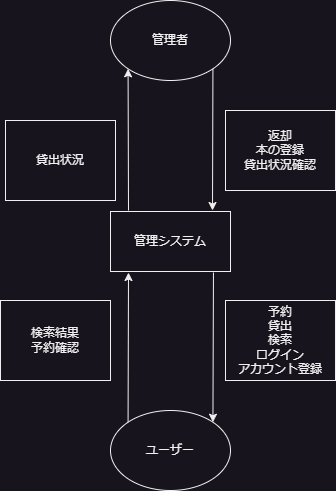 管理者
貸出状況
返却
本の登録
貸出状況確認
管理システム
検索結果
予約確認
予約
貸出
検索
ログイン
アカウント登録
ユーザー